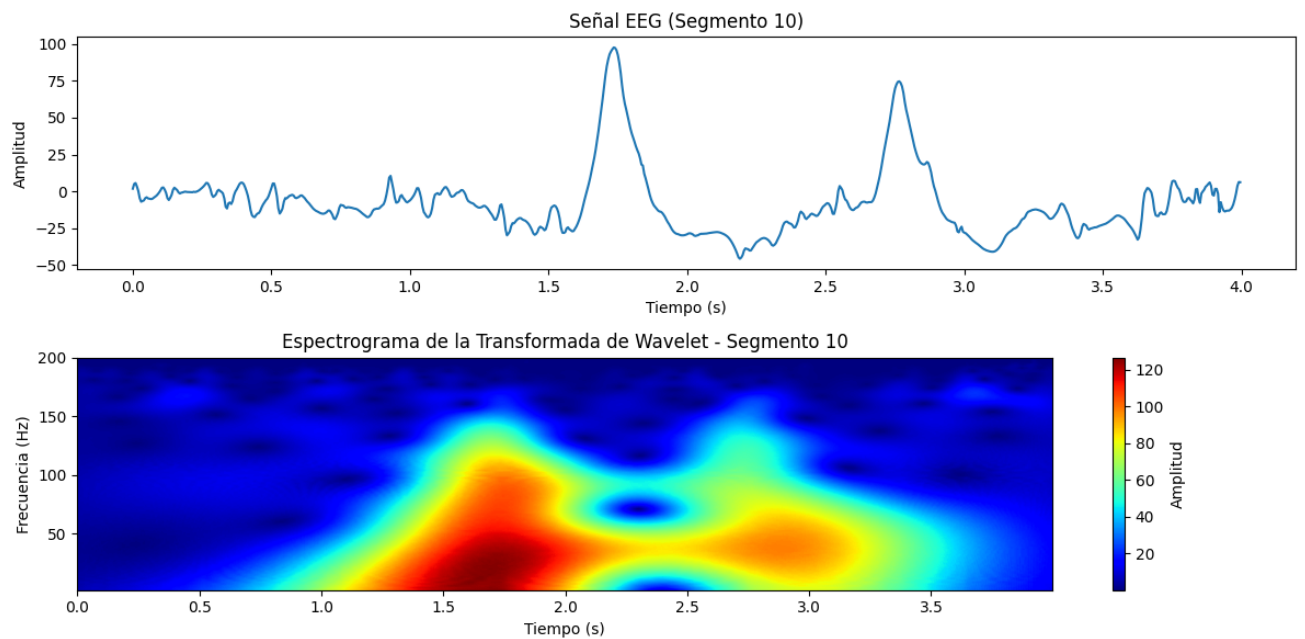 Señal EEG (Segmento 10)
100
75
50
25
0
−25
−50
Amplitud
0.0 0.5 1.0 1.5 2.0 2.5 3.0 3.5 4.0
Tiempo (s)
Espectrograma de la Transformada de Wavelet - Segmento 10
200
150
100
50
Frecuencia (Hz)
0.0 0.5 1.0 1.5 2.0 2.5 3.0 3.5
Tiempo (s)
120
100
80
60
40
20
Amplitud